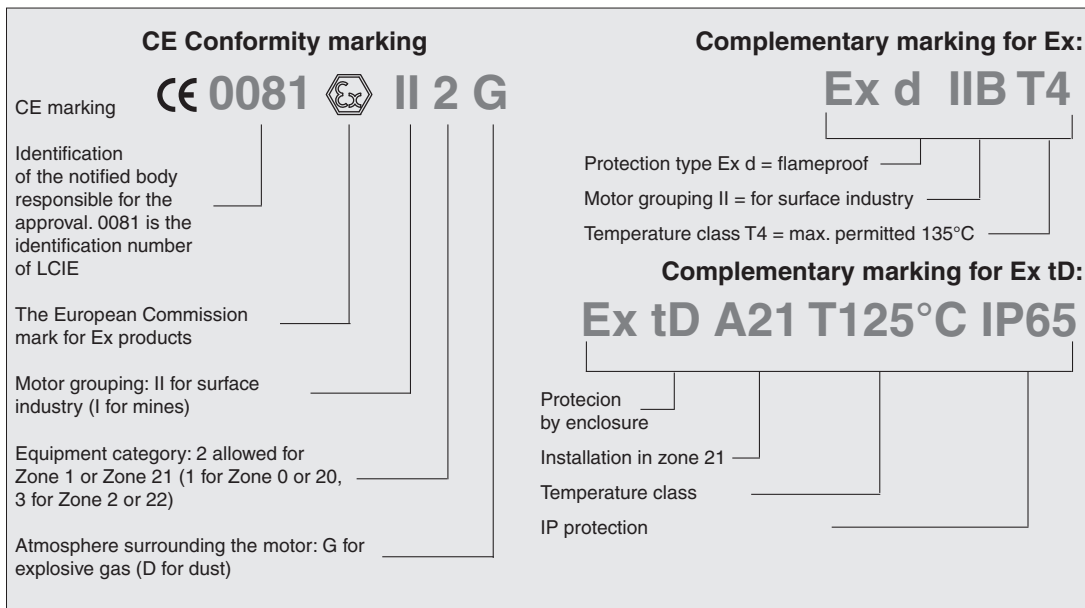 CE Conformity marking
CE marking
CE 0081 Ex II 2 G
Identification
of the notified body
responsible for the
approval. 0081 is the
identification number
of LCIE
The European Commission
mark for Ex products
Motor grouping: II for surface
industry (I for mines)
Equipment category: 2 allowed for
Zone 1 or Zone 21 (1 for Zone 0 or 20,
3 for Zone 2 or 22)
Atmosphere surrounding the motor: G for
explosive gas (D for dust)
Complementary marking for Ex:
Ex d IIB T4
Protection type Ex d = flameproof
Motor grouping II = for surface industry
Temperature class T4 = max. permitted 135°C
Complementary marking for Ex tD:
Ex tD A21 T125°C IP65
Protecion
by enclosure
Installation in zone 21
Temperature class
IP protection